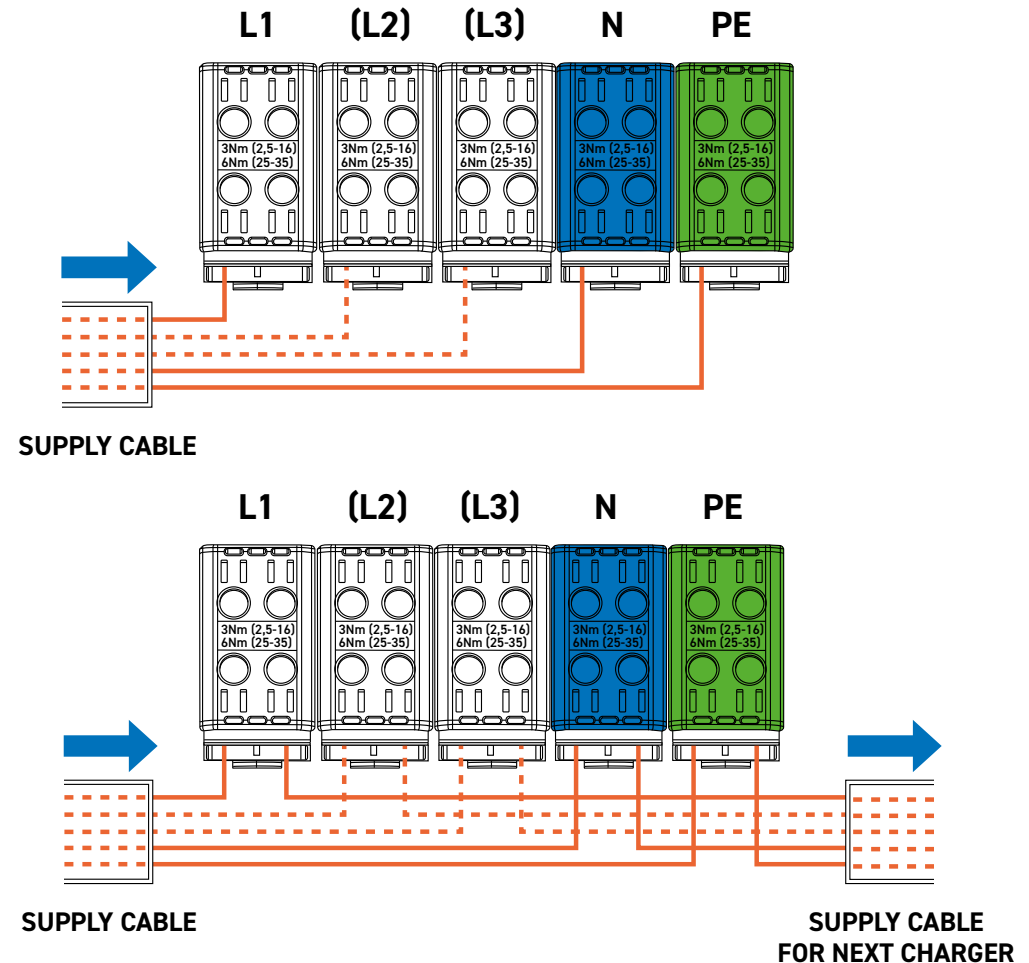 L1 (L2) (L3) N PE
3Nm (2,5-16) 3Nm (2,5-16) 3Nm (2,5-16) 3Nm (2,5-16) 3Nm (2,5-16)
6Nm (25-35) 6Nm (25-35) 6Nm (25-35) 6Nm (25-35) 6Nm (25-35)
SUPPLY CABLE
L1 (L2) (L3) N PE
3Nm (2,5-16) 3Nm (2,5-16) 3Nm (2,5-16) 3Nm (2,5-16) 3Nm (2,5-16)
6Nm (25-35) 6Nm (25-35) 6Nm (25-35) 6Nm (25-35) 6Nm (25-35)
SUPPLY CABLE
SUPPLY CABLE
FOR NEXT CHARGER